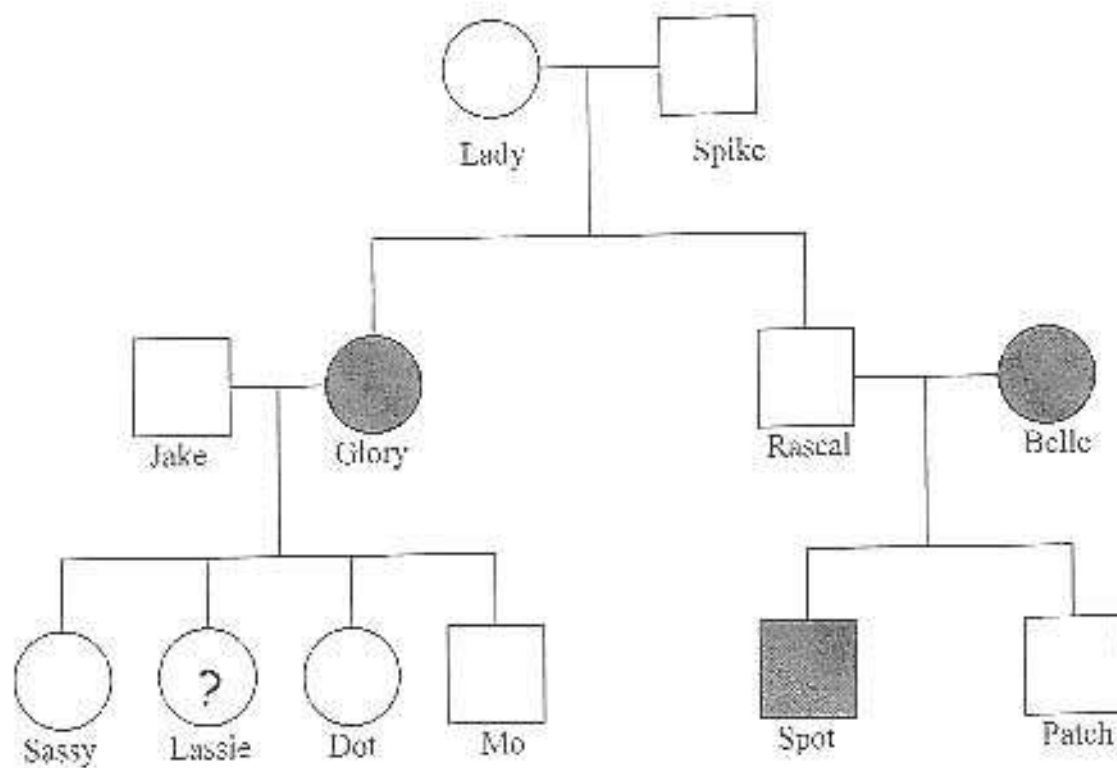 Lady
Spike
Jake
Glory
Rascal
Belle
?
Sassy
Lassie
Dot
Mo
Spot
Patch